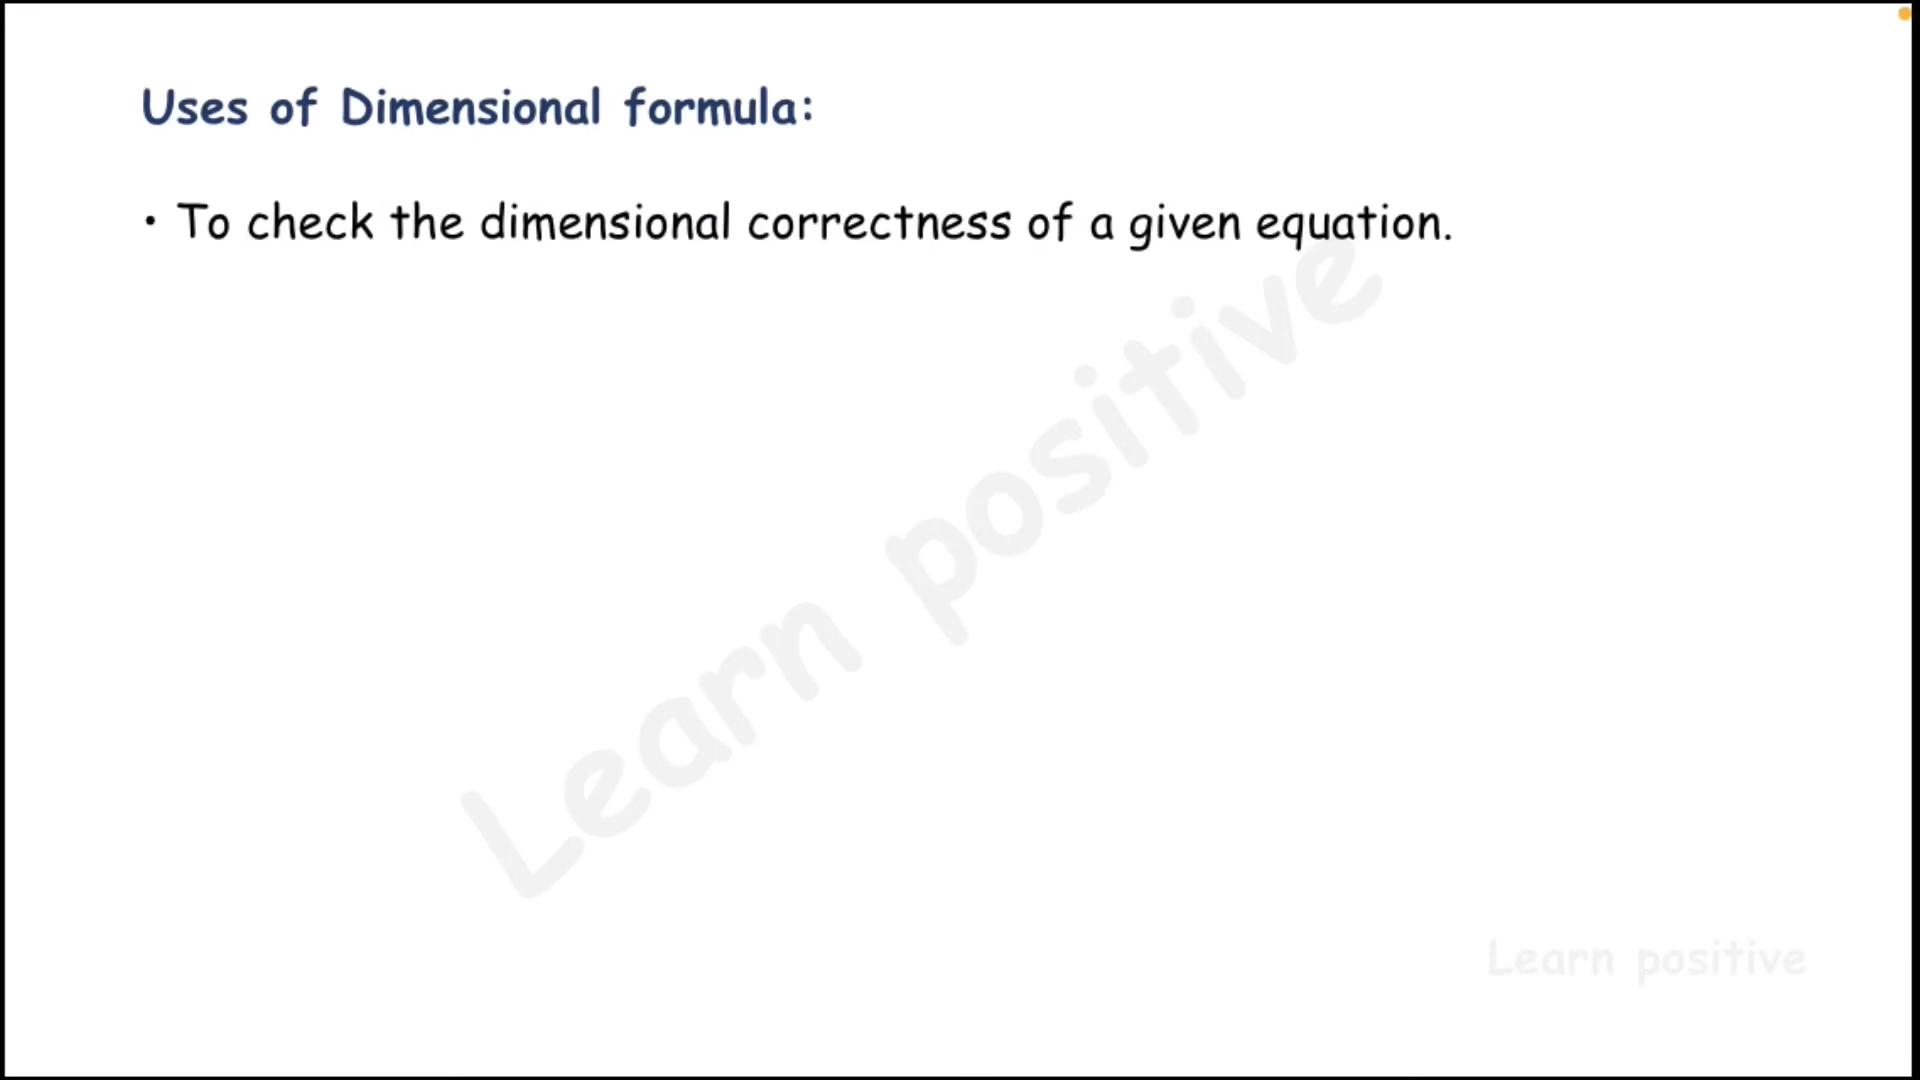 Uses of Dimensional formula:
• To check the dimensional correctness of a given equation.
Learn positive
Learn positive